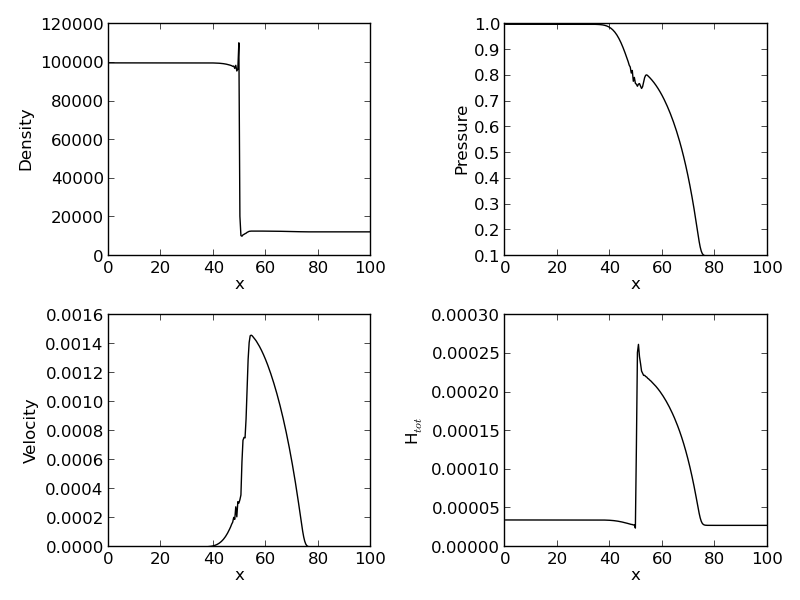 120000
100000
80000
60000
40000
20000
0
Density
0 20 40 60 80 100
x
1.0
0.9
0.8
0.7
0.6
0.5
0.4
0.3
0.2
0.1
Pressure
0 20 40 60 80 100
x
0.0016
0.0014
0.0012
0.0010
0.0008
0.0006
0.0004
0.0002
0.0000
Velocity
0 20 40 60 80 100
x
0.00030
0.00025
0.00020
0.00015
0.00010
0.00005
0.00000
H_tot
0 20 40 60 80 100
x